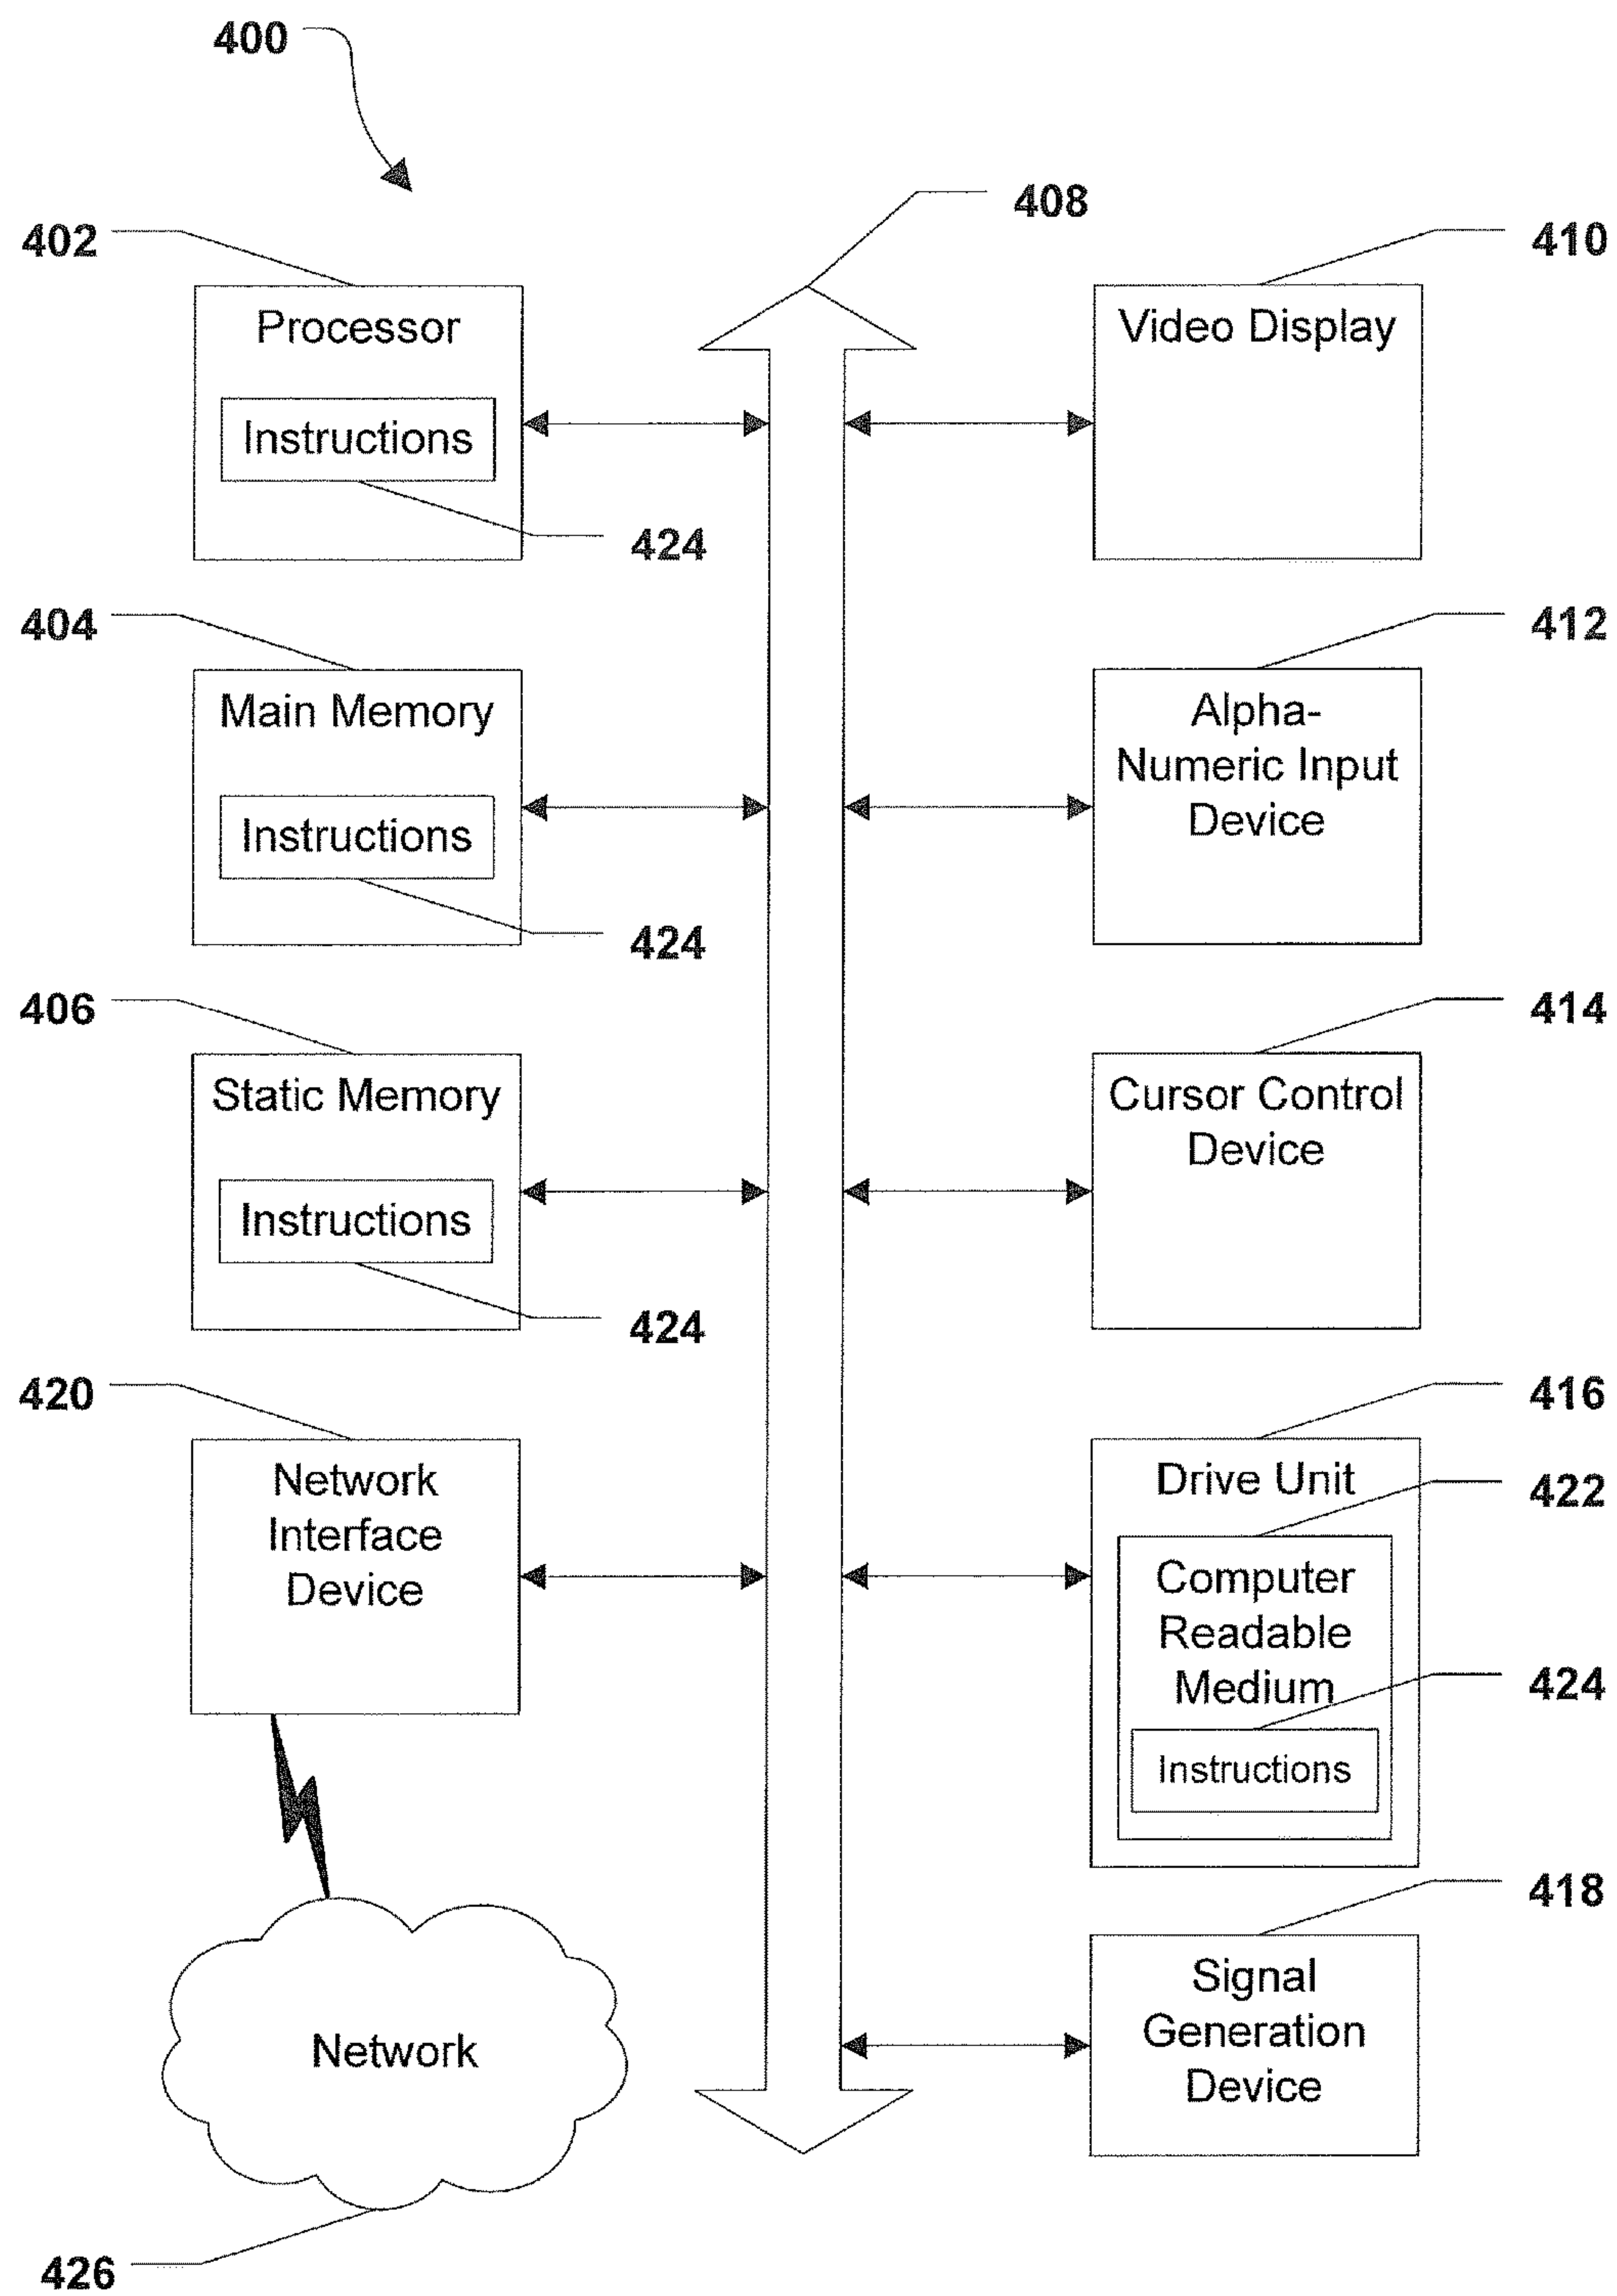 400
408
402
410
Processor
Instructions
424
Video Display
404
412
Main Memory
Instructions
424
Alpha-
Numeric Input
Device
406
414
Static Memory
Instructions
424
Cursor Control
Device
420
416
Network
Interface
Device
Drive Unit
422
Computer
Readable
Medium
424
Instructions
418
Network
Signal
Generation
Device
426